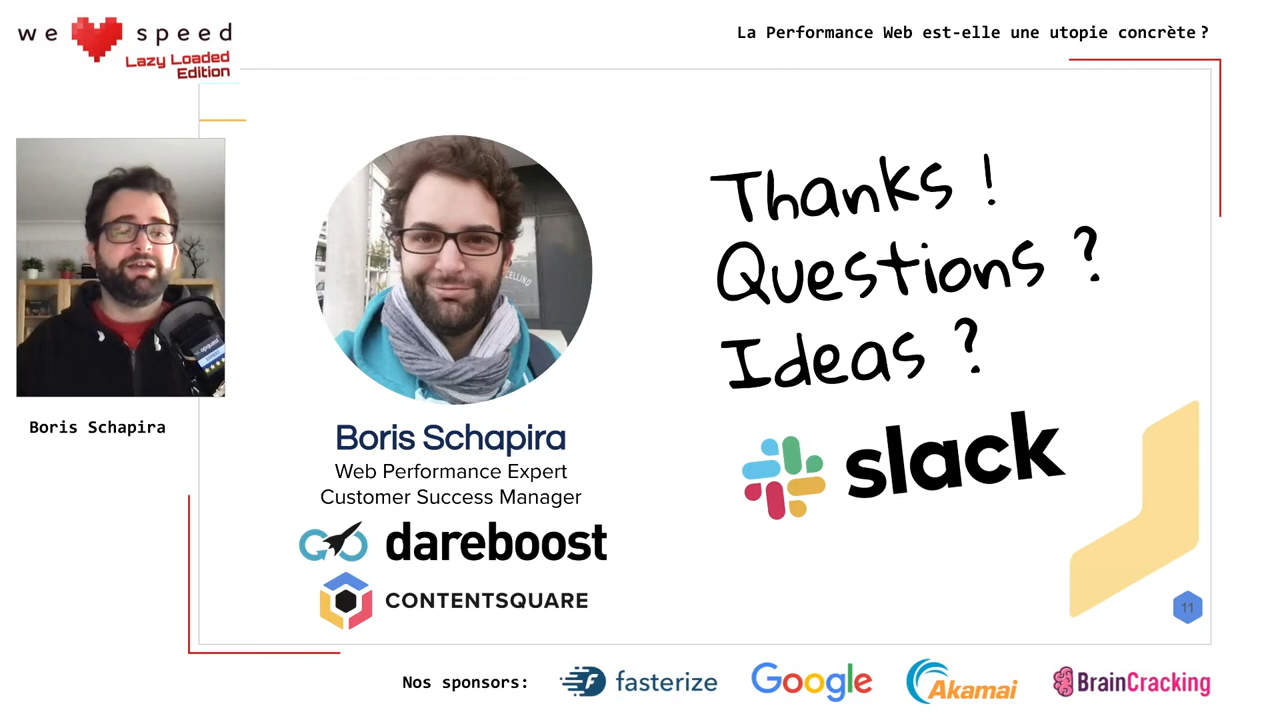 we speed
Lazy Loaded
Edition
La Performance Web est-elle une utopie concrète ?
Boris Schapira
Boris Schapira
Web Performance Expert
Customer Success Manager
dareboost
CONTENTSQUARE
Thanks !
Questions ?
Ideas ?
slack
11
Nos sponsors:
fasterize
Google
Akamai
BrainCracking